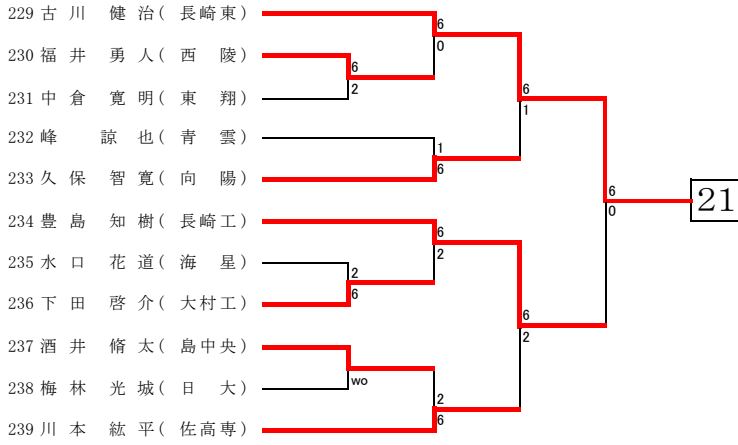 229 古川 健治(長崎東)
6
0
230 福井 勇人(西 陵)
6
2
231 中倉 寛明(東 翔)
6
1
232 峰 諒也(青 雲)
1
6
233 久保 智寛(向 陽)
6
0
21
234 豊島 知樹(長崎工)
6
2
235 水口 花道(海 星)
2
6
236 下田 啓介(大村工)
6
2
237 酒井 脩太(島中央)
wo
238 梅林 光城(日 大)
2
6
239 川本 紘平(佐高専)